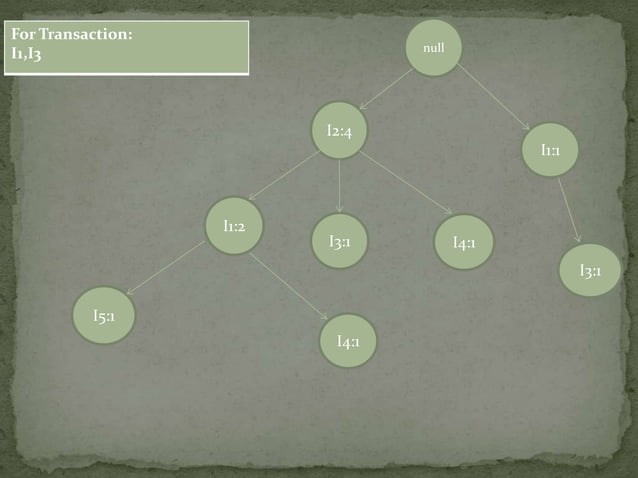 For Transaction:
I1,I3
null
I2:4
I1:1
I1:2
I3:1
I4:1
I3:1
I5:1
I4:1